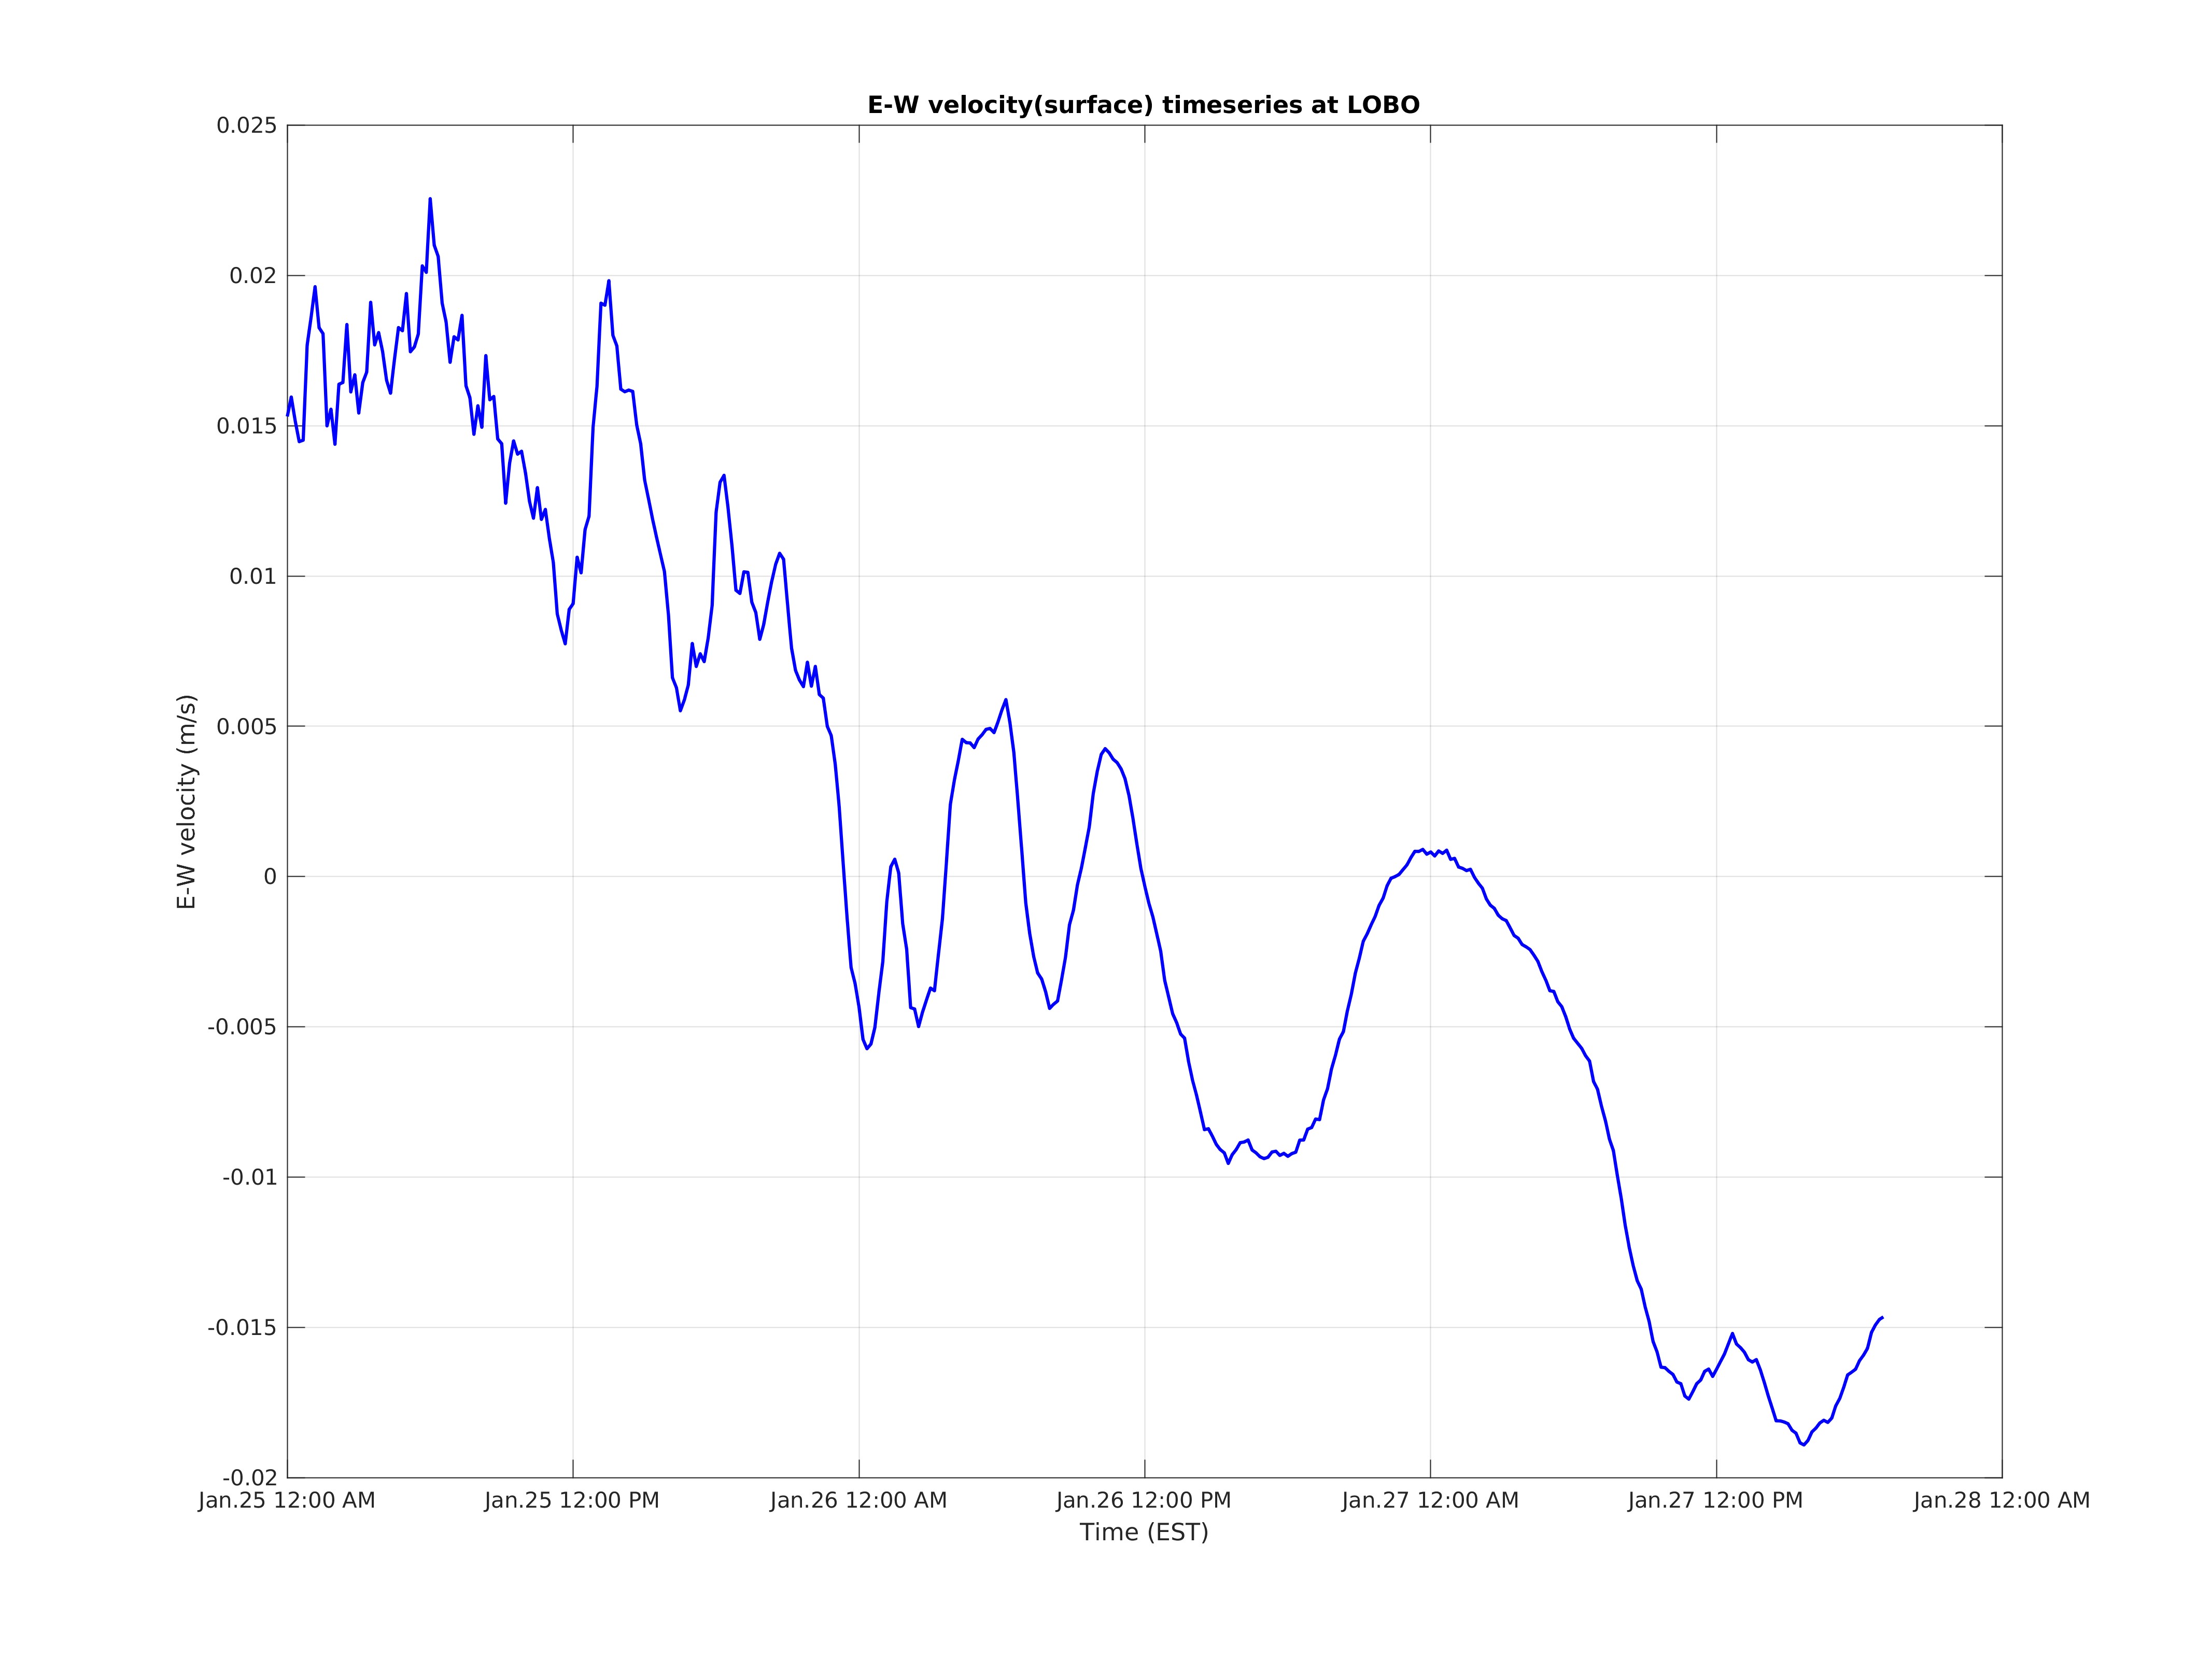 E-W velocity(surface) timeseries at LOBO
0.025
0.02
0.015
0.01
0.005
0
-0.005
-0.01
-0.015
-0.02
E-W velocity (m/s)
Jan.25 12:00 AM Jan.25 12:00 PM Jan.26 12:00 AM Jan.26 12:00 PM Jan.27 12:00 AM Jan.27 12:00 PM Jan.28 12:00 AM
Time (EST)